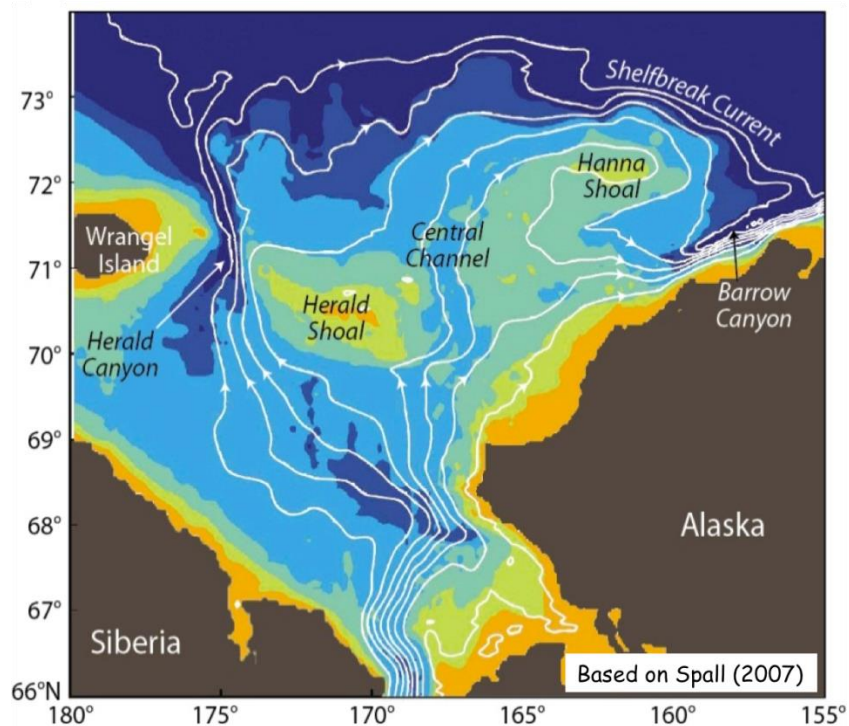 73°
72°
71°
70°
69°
68°
67°
66°N
180°
175°
170°
165°
160°
155°
Shelfbreak Current
Hanna
Shoal
Wrangel
Island
Central
Channel
Herald
Shoal
Barrow
Canyon
Herald
Canyon
Alaska
Siberia
Based on Spall (2007)